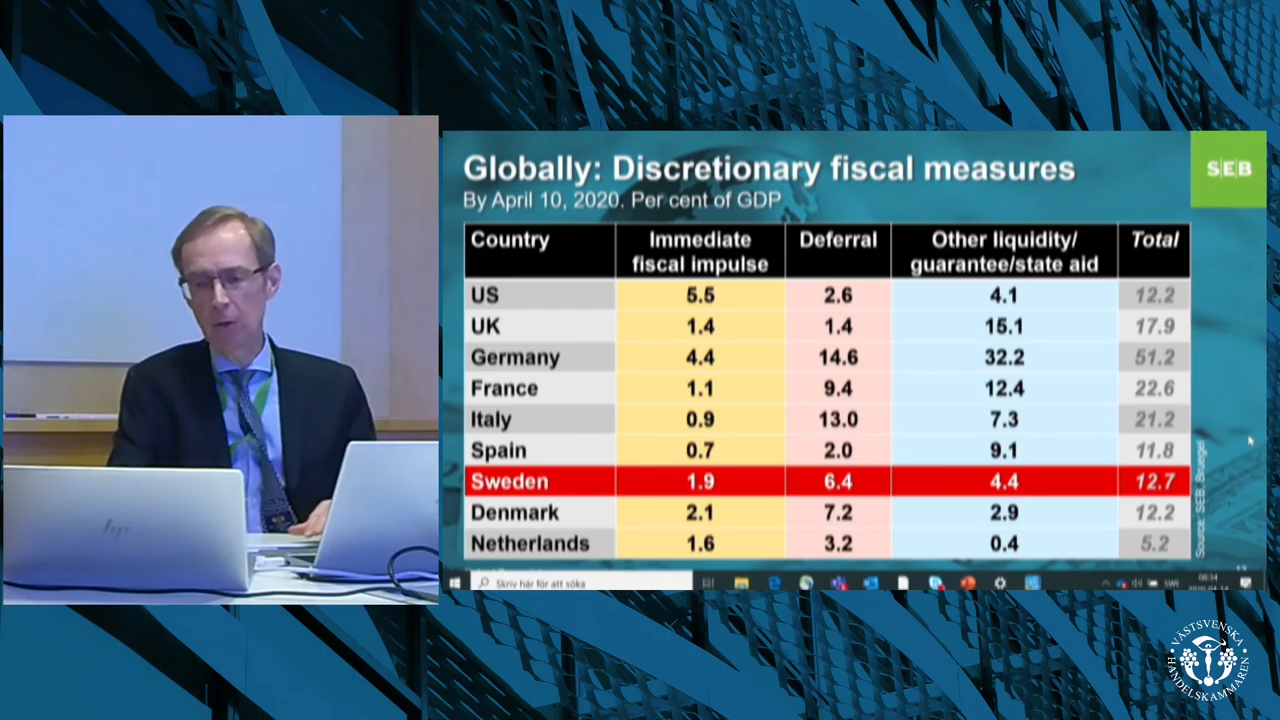 Globally: Discretionary fiscal measures
SEB
By April 10, 2020. Per cent of GDP
Country Immediate fiscal impulse Deferral Other liquidity/ guarantee/state aid Total
US 5.5 2.6 4.1 12.2
UK 1.4 1.4 15.1 17.9
Germany 4.4 14.6 32.2 51.2
France 1.1 9.4 12.4 22.6
Italy 0.9 13.0 7.3 21.2
Spain 0.7 2.0 9.1 11.8
Sweden 1.9 6.4 4.4 12.7
Denmark 2.1 7.2 2.9 12.2
Netherlands 1.6 3.2 0.4 5.2
Source: SEB, Bruegel
hp
Skriv här för att söka
SWE
VÄSTSVENSKA
HANDELSKAMMAREN